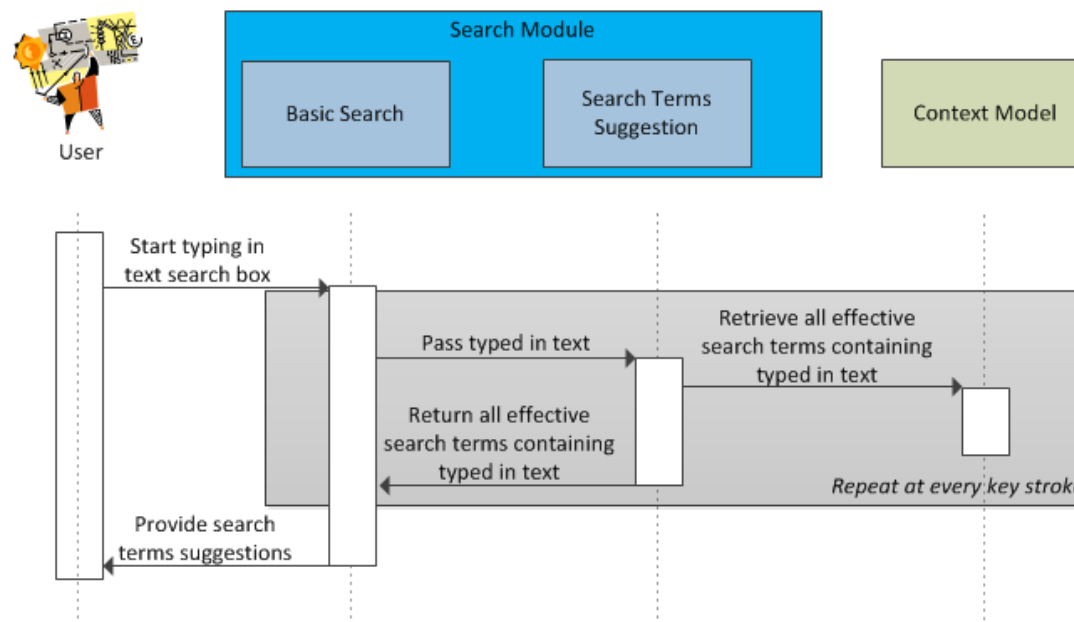 Search Module
Basic Search
Search Terms
Suggestion
Context Model
User
Start typing in
text search box
Pass typed in text
Retrieve all effective
search terms containing
typed in text
Return all effective
search terms containing
typed in text
Repeat at every key stroke
Provide search
terms suggestions